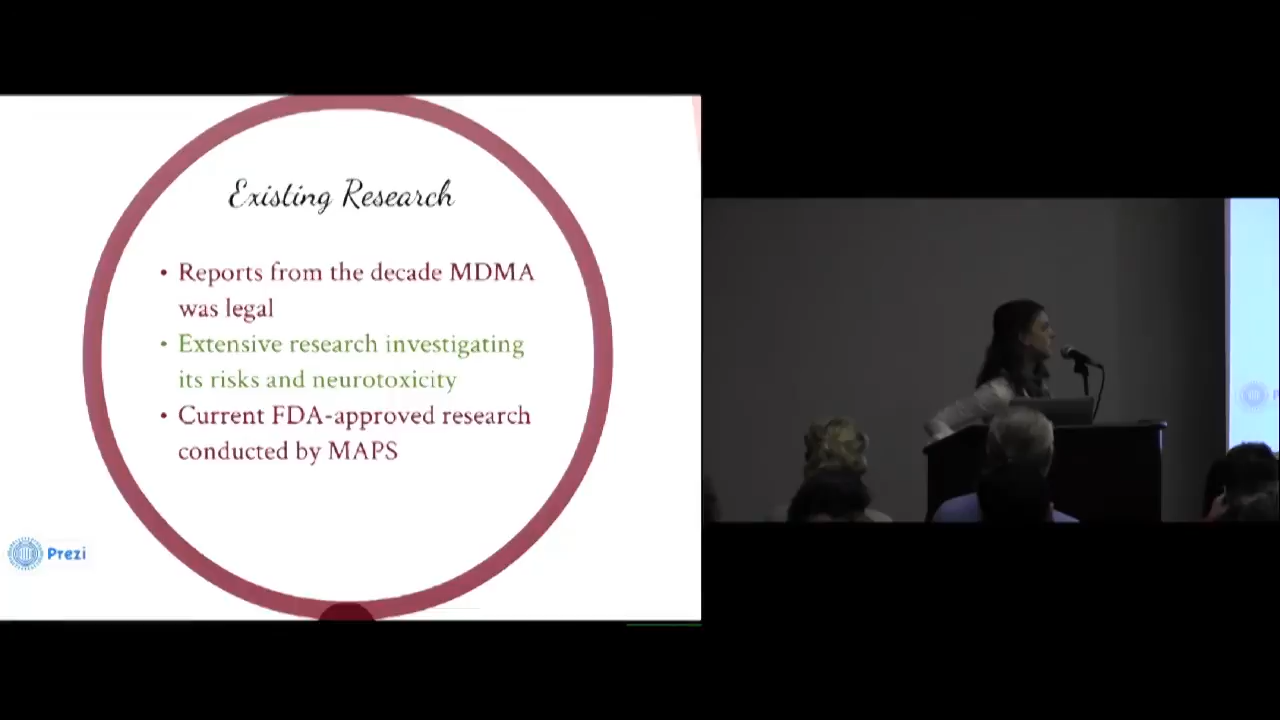 Existing Research
• Reports from the decade MDMA
was legal
• Extensive research investigating
its risks and neurotoxicity
• Current FDA-approved research
conducted by MAPS
Prezi